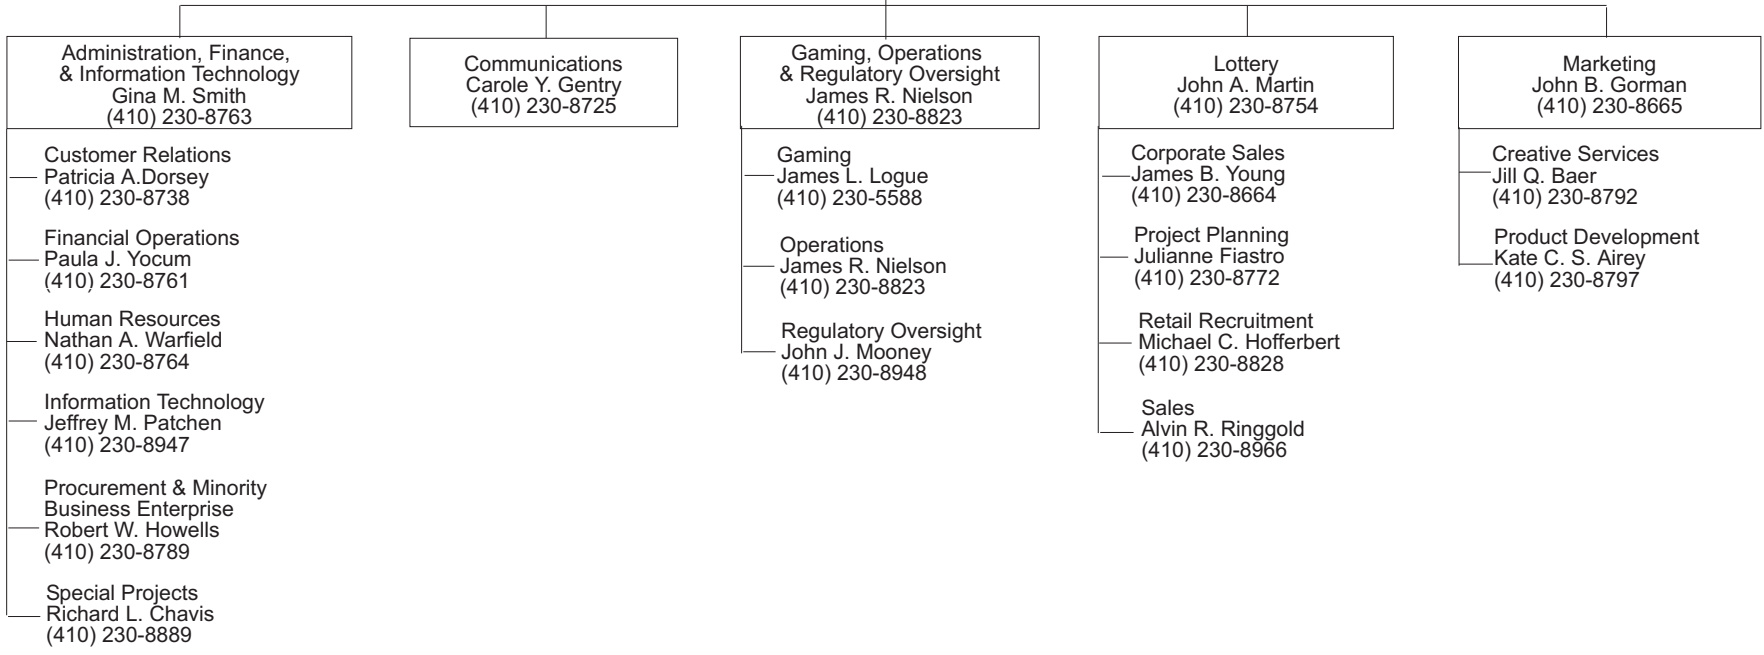 Administration, Finance,
& Information Technology
Gina M. Smith
(410) 230-8763
Customer Relations
Patricia A.Dorsey
(410) 230-8738
Financial Operations
Paula J. Yocum
(410) 230-8761
Human Resources
Nathan A. Warfield
(410) 230-8764
Information Technology
Jeffrey M. Patchen
(410) 230-8947
Procurement & Minority
Business Enterprise
Robert W. Howells
(410) 230-8789
Special Projects
Richard L. Chavis
(410) 230-8889
Communications
Carole Y. Gentry
(410) 230-8725
Gaming, Operations
& Regulatory Oversight
James R. Nielson
(410) 230-8823
Gaming
James L. Logue
(410) 230-5588
Operations
James R. Nielson
(410) 230-8823
Regulatory Oversight
John J. Mooney
(410) 230-8948
Lottery
John A. Martin
(410) 230-8754
Corporate Sales
James B. Young
(410) 230-8664
Project Planning
Julianne Fiastro
(410) 230-8772
Retail Recruitment
Michael C. Hofferbert
(410) 230-8828
Sales
Alvin R. Ringgold
(410) 230-8966
Marketing
John B. Gorman
(410) 230-8665
Creative Services
Jill Q. Baer
(410) 230-8792
Product Development
Kate C. S. Airey
(410) 230-8797